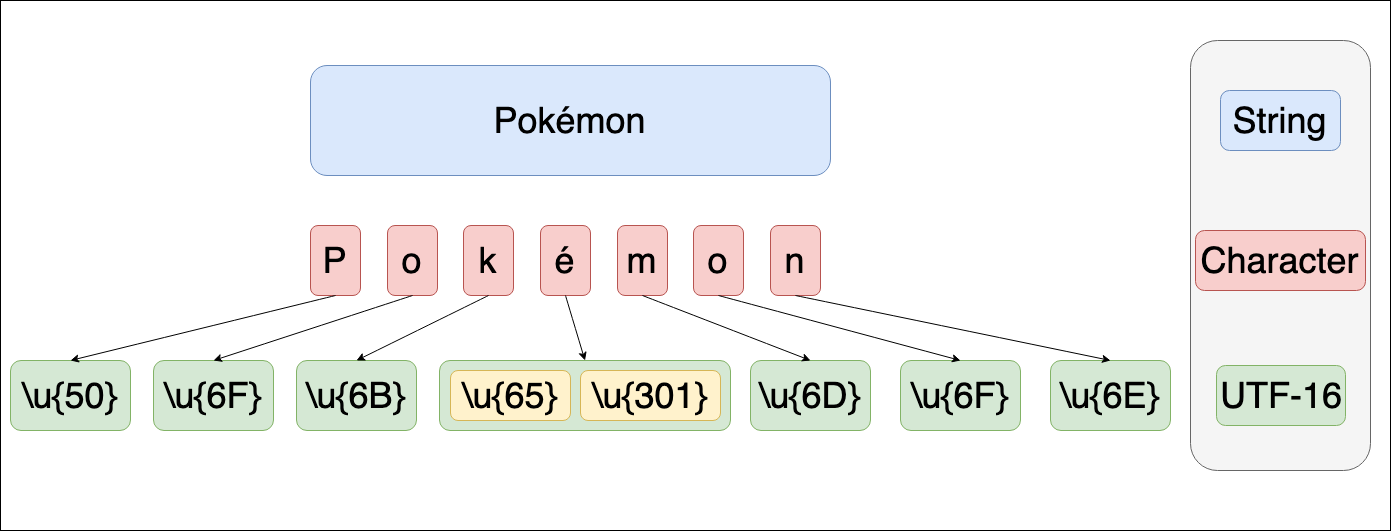 Pokémon
String
P o k é m o n
Character
\u{50} \u{6F} \u{6B} \u{65} \u{301} \u{6D} \u{6F} \u{6E}
UTF-16